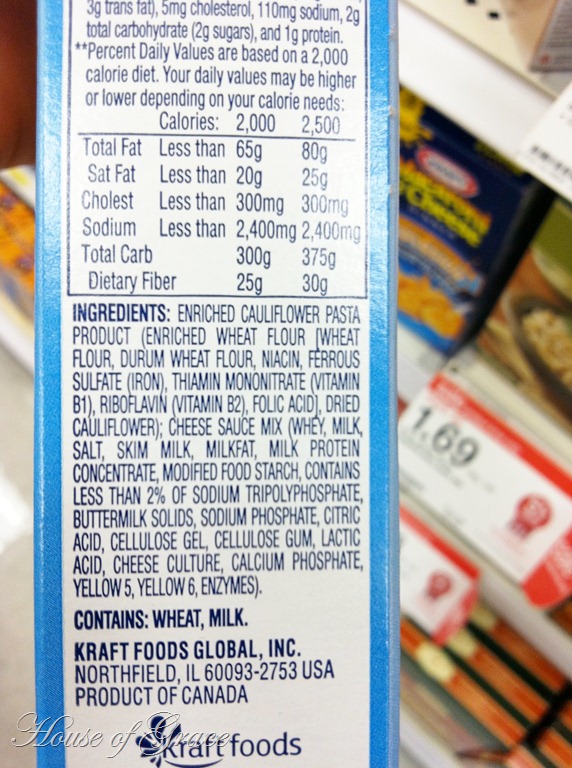 3g trans fat), 5mg cholesterol, 110mg sodium, 2g
total carbohydrate (2g sugars), and 1g protein.
**Percent Daily Values are based on a 2,000
calorie diet. Your daily values may be higher
or lower depending on your calorie needs:
Calories: 2,000 2,500
Total Fat Less than 65g 80g
Sat Fat Less than 20g 25g
Cholest Less than 300mg 300mg
Sodium Less than 2,400mg 2,400mg
Total Carb 300g 375g
Dietary Fiber 25g 30g
INGREDIENTS: ENRICHED CAULIFLOWER PASTA
PRODUCT (ENRICHED WHEAT FLOUR [WHEAT
FLOUR, DURUM WHEAT FLOUR, NIACIN, FERROUS
SULFATE (IRON), THIAMIN MONONITRATE (VITAMIN
B1), RIBOFLAVIN (VITAMIN B2), FOLIC ACID], DRIED
CAULIFLOWER); CHEESE SAUCE MIX (WHEY, MILK,
SALT, SKIM MILK, MILKFAT, MILK PROTEIN
CONCENTRATE, MODIFIED FOOD STARCH, CONTAINS
LESS THAN 2% OF SODIUM TRIPOLYPHOSPHATE,
BUTTERMILK SOLIDS, SODIUM PHOSPHATE, CITRIC
ACID, CELLULOSE GEL, CELLULOSE GUM, LACTIC
ACID, CHEESE CULTURE, CALCIUM PHOSPHATE,
YELLOW 5, YELLOW 6, ENZYMES).
CONTAINS: WHEAT, MILK.
KRAFT FOODS GLOBAL, INC.
NORTHFIELD, IL 60093-2753 USA
PRODUCT OF CANADA
kraft foods
House of Grace
1.69